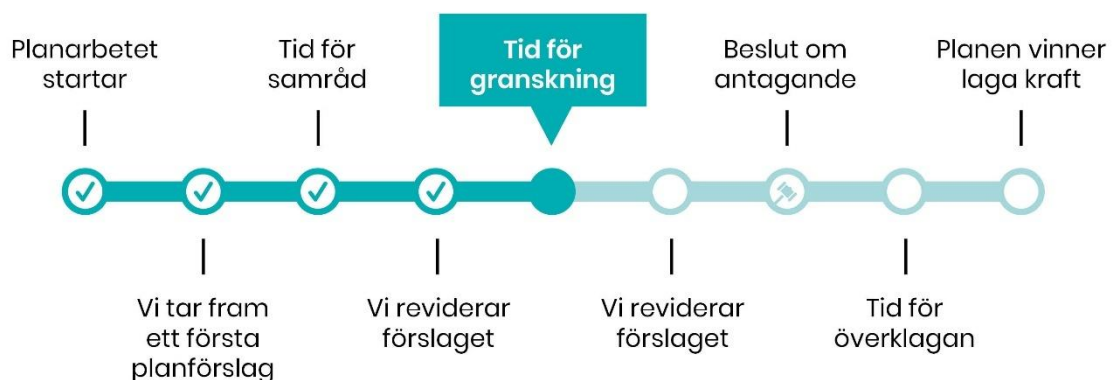 Planarbetet
startar
Tid för
samråd
Tid för
granskning
Beslut om
antagande
Planen vinner
laga kraft
Vi tar fram
ett första
planförslag
Vi reviderar
förslaget
Vi reviderar
förslaget
Tid för
överklagan